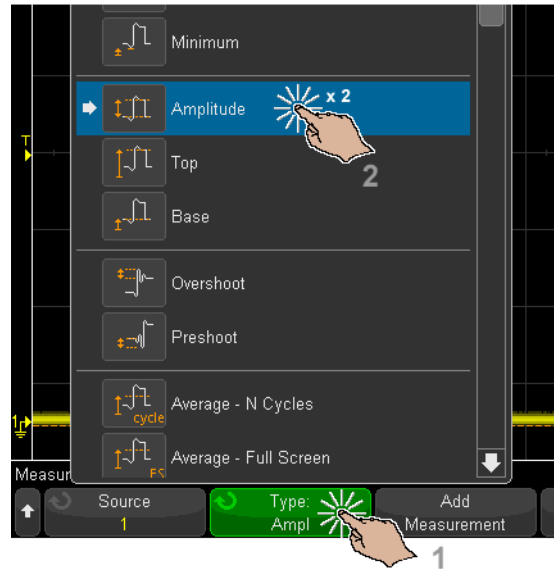 Minimum
Amplitude
x 2
2
T
Top
Base
Overshoot
Preshoot
cycle
Average - N Cycles
1
FS
Average - Full Screen
Measur
Source
1
Type:
Ampl
Add
Measurement
1